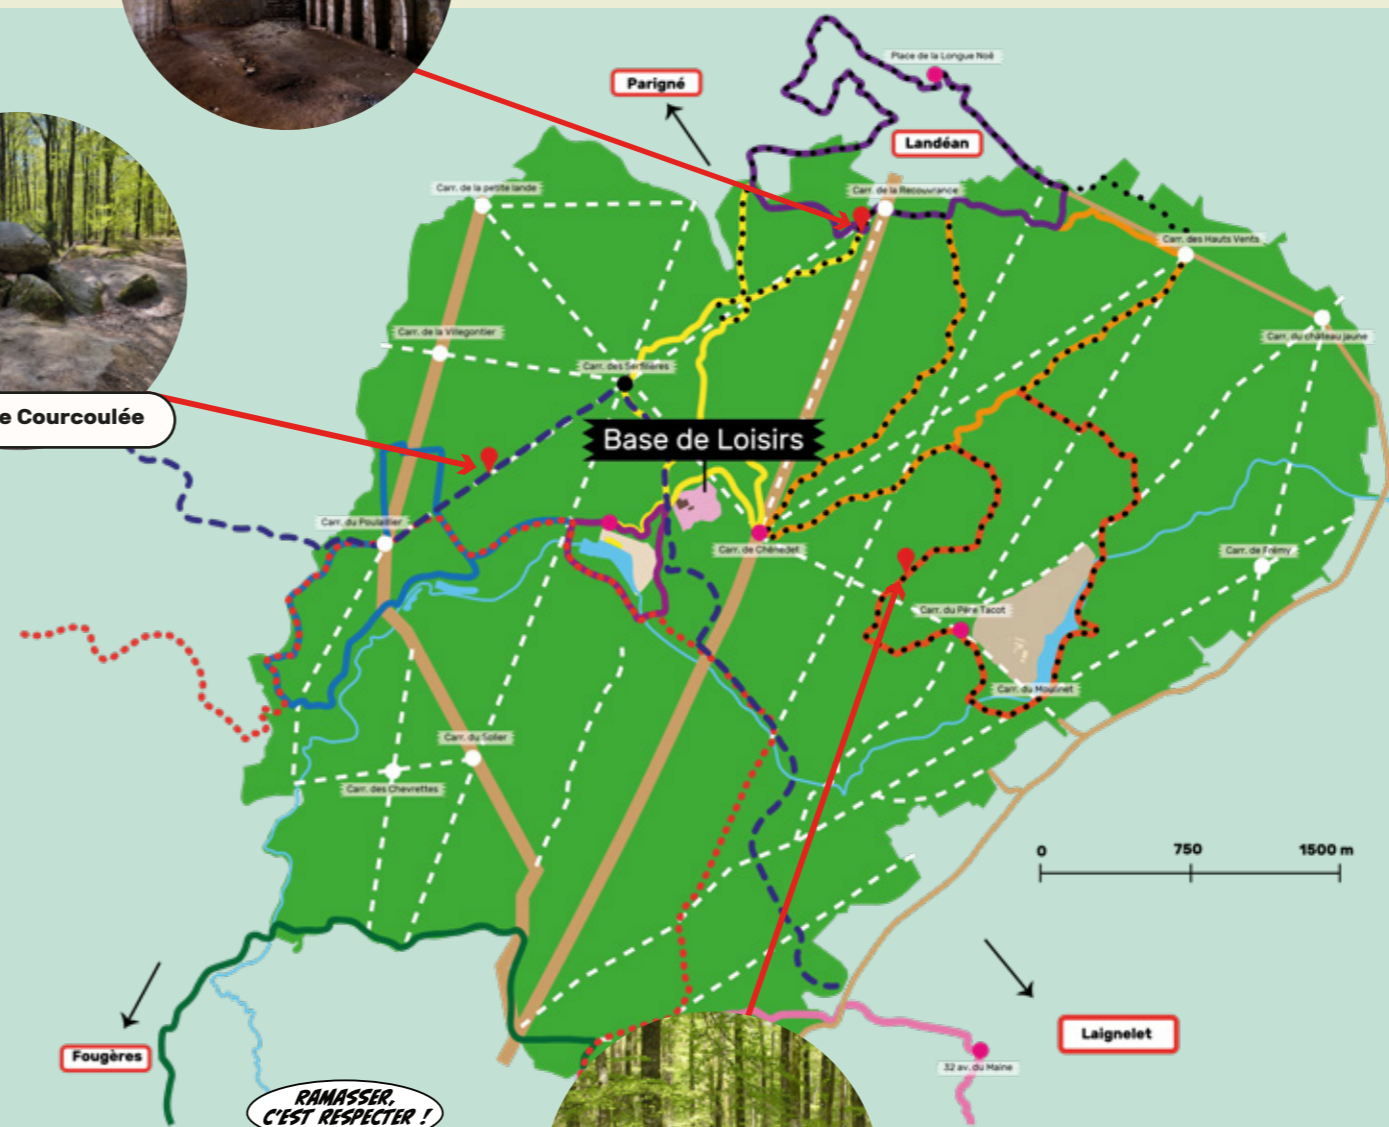 Place de la Longue Noë
Parigné
Landéan
Carr. de la petite lande
Carr. de la Recouvrance
Carr. des Hauts Vents
Carr. de la Villegontier
Carr. du château jaune
Carr. des Serfilières
e Courcoulée
Base de Loisirs
Carr. du Poulailler
Carr. de Chênedet
Carr. de Frémy
Carr. du Père Tacot
Carr. du Moulinet
Carr. du Solier
Carr. des Chevrettes
0 750 1500 m
Laignelet
Fougères
32 av. du Maine
RAMASSER,
C'EST RESPECTER !